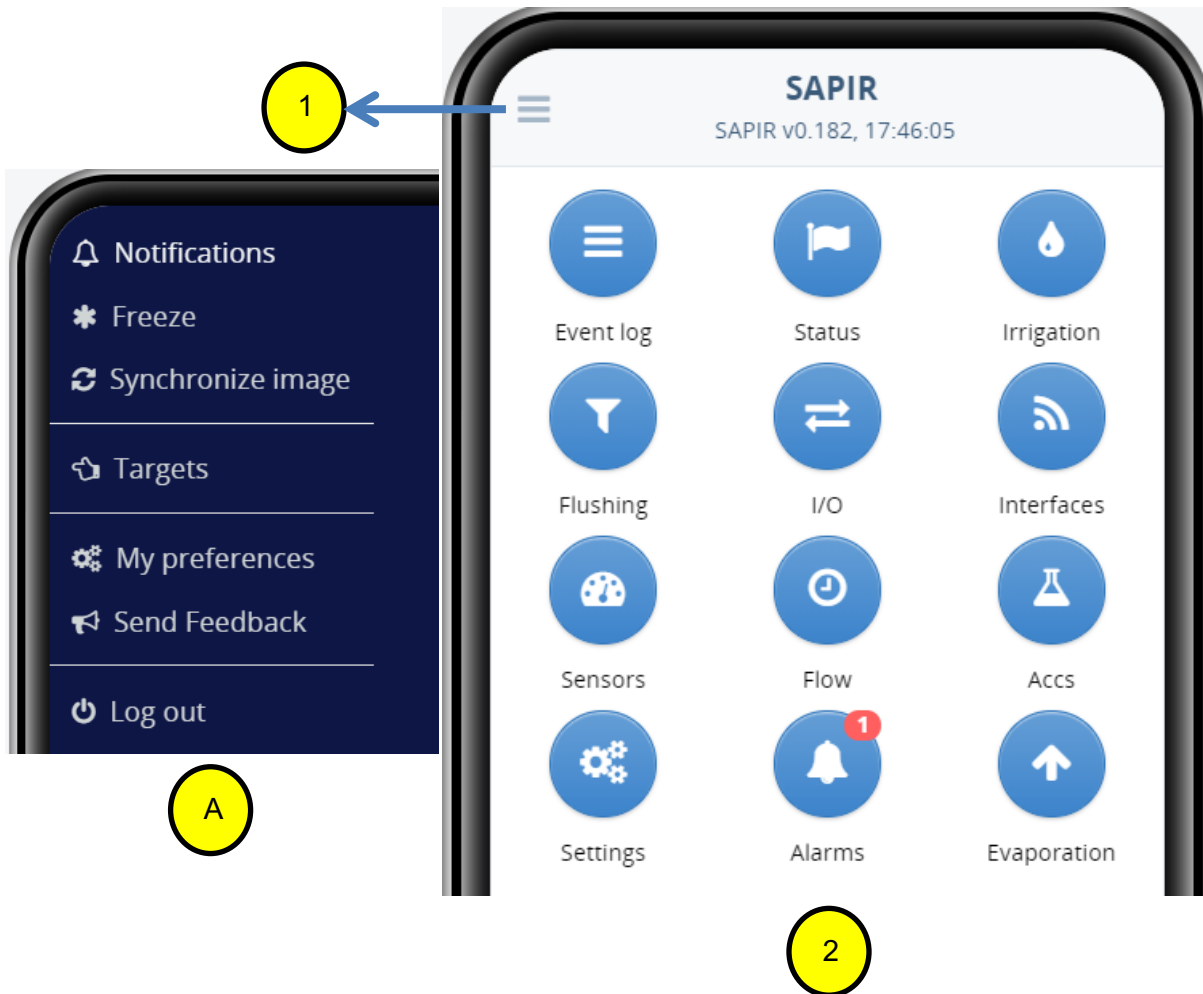 1
SAPIR
SAPIR v0.182, 17:46:05
Notifications
Freeze
Synchronize image
Targets
My preferences
Send Feedback
Log out
A
Event log
Status
Irrigation
Flushing
I/O
Interfaces
Sensors
Flow
Accs
1
Settings
Alarms
Evaporation
2